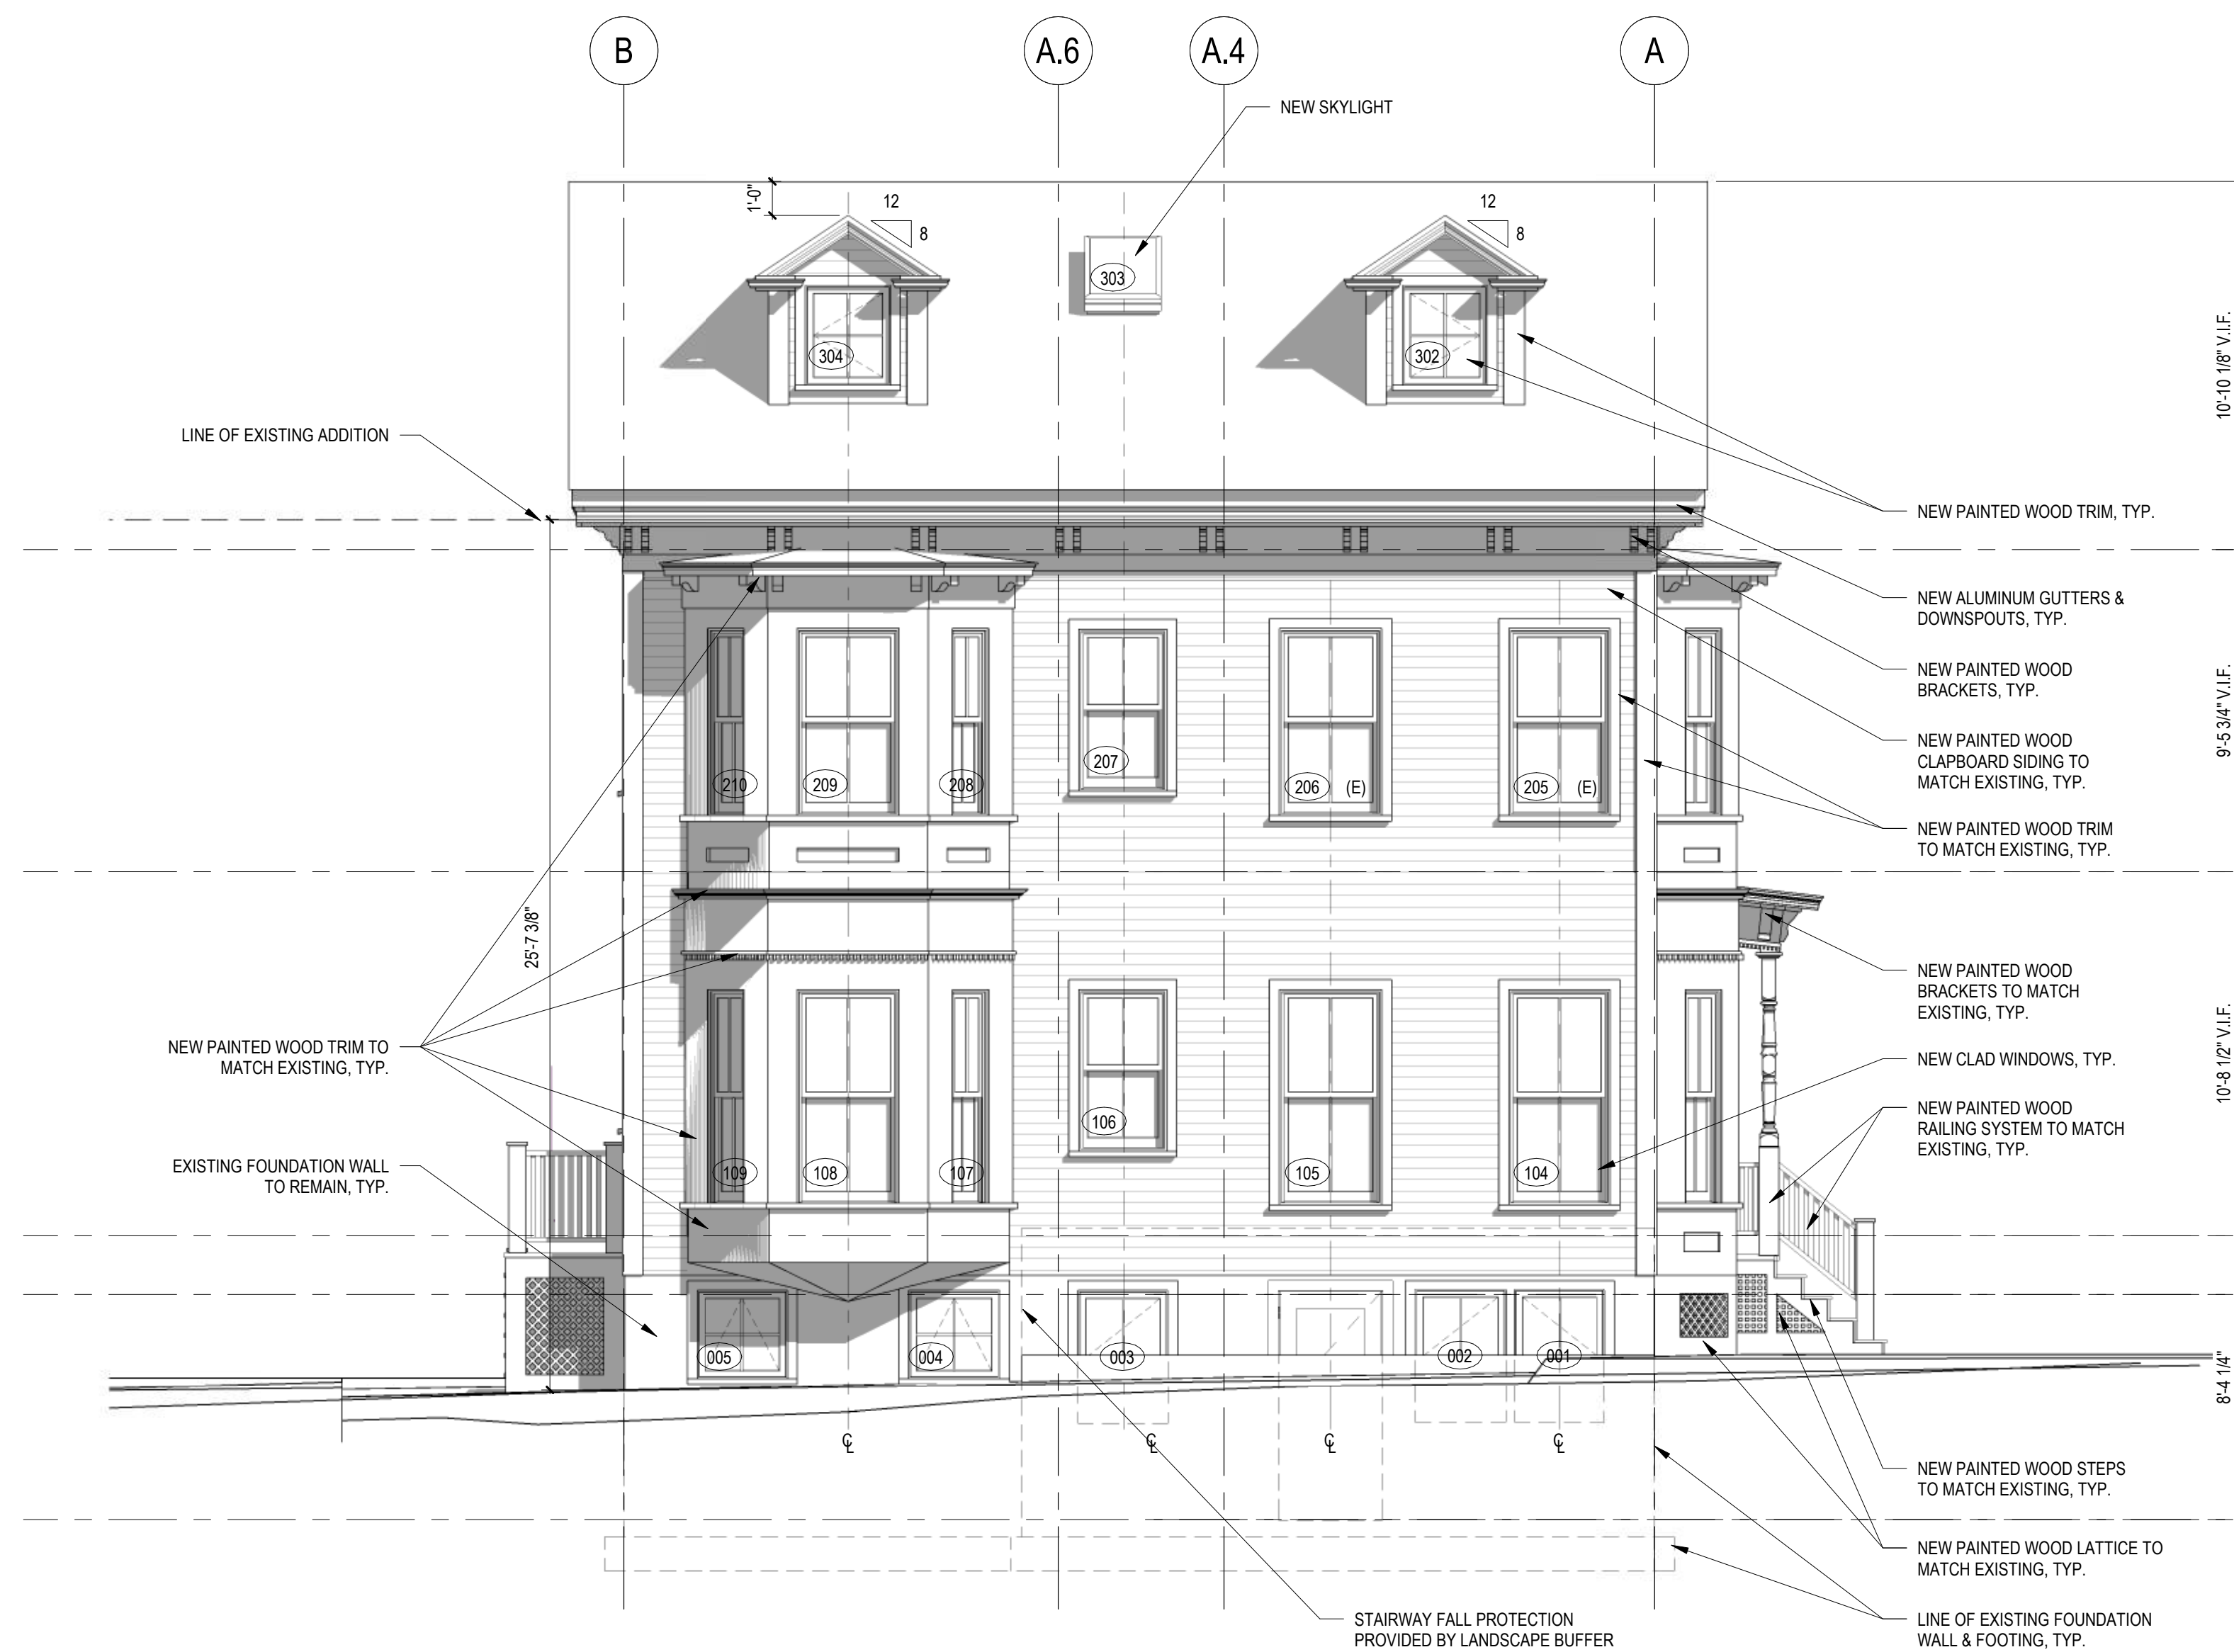 B
A.6
A.4
A
NEW SKYLIGHT
1'-0"
12
8
12
8
303
304
302
10'-10 1/8" V.I.F.
LINE OF EXISTING ADDITION
NEW PAINTED WOOD TRIM, TYP.
NEW ALUMINUM GUTTERS &
DOWNSPOUTS, TYP.
NEW PAINTED WOOD
BRACKETS, TYP.
9'-5 3/4" V.I.F.
NEW PAINTED WOOD
CLAPBOARD SIDING TO
MATCH EXISTING, TYP.
207
210
209
208
206 (E)
205 (E)
NEW PAINTED WOOD TRIM
TO MATCH EXISTING, TYP.
25'-7 3/8"
NEW PAINTED WOOD
BRACKETS TO MATCH
EXISTING, TYP.
10'-8 1/2" V.I.F.
NEW PAINTED WOOD TRIM TO
MATCH EXISTING, TYP.
NEW CLAD WINDOWS, TYP.
106
NEW PAINTED WOOD
RAILING SYSTEM TO MATCH
EXISTING, TYP.
EXISTING FOUNDATION WALL
TO REMAIN, TYP.
109
108
107
105
104
005
004
003
002
001
8'-4 1/4"
CL
CL
CL
CL
NEW PAINTED WOOD STEPS
TO MATCH EXISTING, TYP.
NEW PAINTED WOOD LATTICE TO
MATCH EXISTING, TYP.
STAIRWAY FALL PROTECTION
PROVIDED BY LANDSCAPE BUFFER
LINE OF EXISTING FOUNDATION
WALL & FOOTING, TYP.